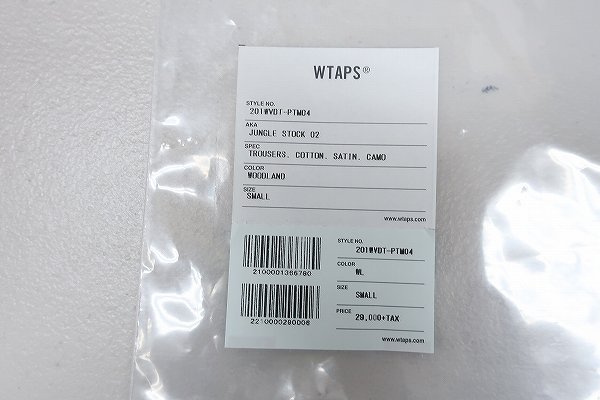 WTAPS®
STYLE NO.
201WVDT-PTM04
AKA
JUNGLE STOCK 02
SPEC
TROUSERS. COTTON. SATIN. CAMO
COLOR
WOODLAND
SIZE
SMALL
www.wtaps.com
STYLE NO.
201WVDT-PTM04
COLOR
WL
SIZE
SMALL
PRICE
29,000+TAX
www.wtaps.com
2100001366780
2210000290006